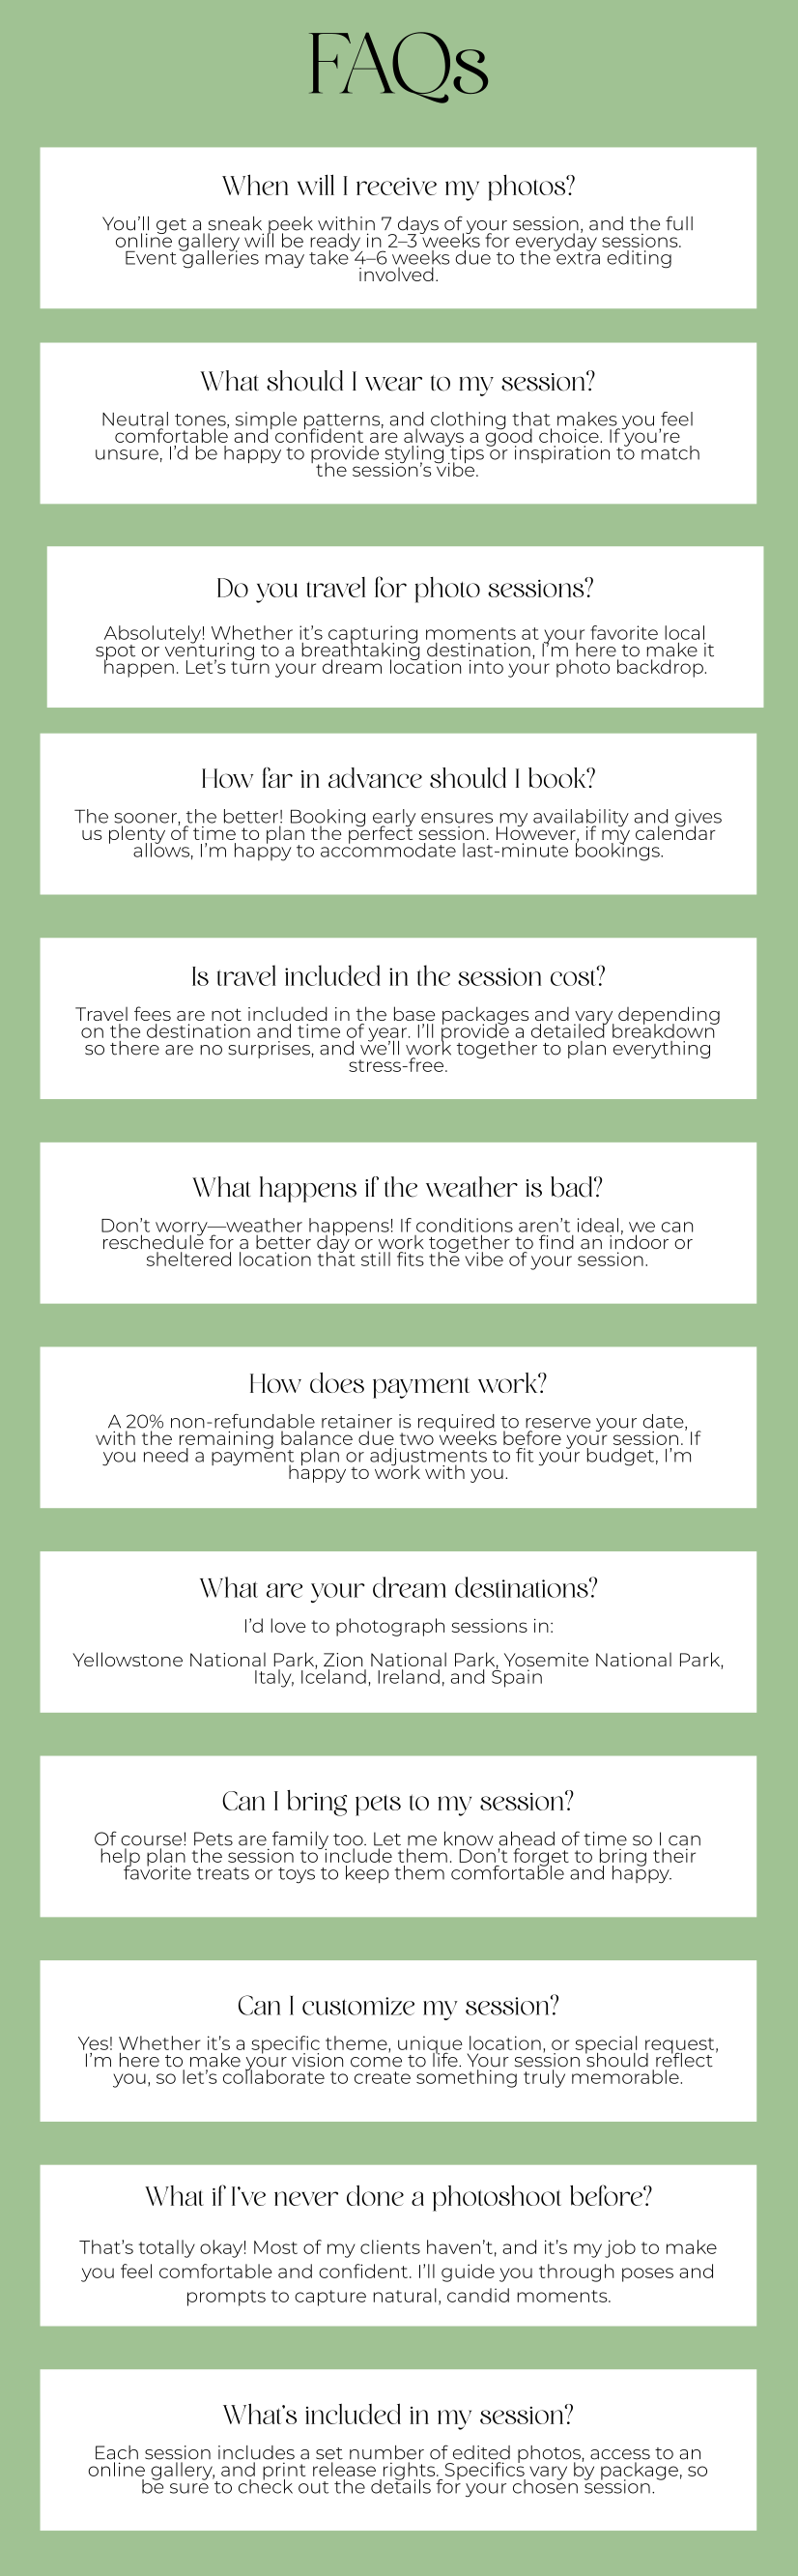 FAQs
When will I receive my photos?
You’ll get a sneak peek within 7 days of your session, and the full
online gallery will be ready in 2–3 weeks for everyday sessions.
Event galleries may take 4–6 weeks due to the extra editing
involved.
What should I wear to my session?
Neutral tones, simple patterns, and clothing that makes you feel
comfortable and confident are always a good choice. If you’re
unsure, I’d be happy to provide styling tips or inspiration to match
the session’s vibe.
Do you travel for photo sessions?
Absolutely! Whether it’s capturing moments at your favorite local
spot or venturing to a breathtaking destination, I’m here to make it
happen. Let’s turn your dream location into your photo backdrop.
How far in advance should I book?
The sooner, the better! Booking early ensures my availability and gives
us plenty of time to plan the perfect session. However, if my calendar
allows, I’m happy to accommodate last-minute bookings.
Is travel included in the session cost?
Travel fees are not included in the base packages and vary depending
on the destination and time of year. I’ll provide a detailed breakdown
so there are no surprises, and we’ll work together to plan everything
stress-free.
What happens if the weather is bad?
Don’t worry—weather happens! If conditions aren’t ideal, we can
reschedule for a better day or work together to find an indoor or
sheltered location that still fits the vibe of your session.
How does payment work?
A 20% non-refundable retainer is required to reserve your date,
with the remaining balance due two weeks before your session. If
you need a payment plan or adjustments to fit your budget, I’m
happy to work with you.
What are your dream destinations?
I’d love to photograph sessions in:
Yellowstone National Park, Zion National Park, Yosemite National Park,
Italy, Iceland, Ireland, and Spain
Can I bring pets to my session?
Of course! Pets are family too. Let me know ahead of time so I can
help plan the session to include them. Don’t forget to bring their
favorite treats or toys to keep them comfortable and happy.
Can I customize my session?
Yes! Whether it’s a specific theme, unique location, or special request,
I’m here to make your vision come to life. Your session should reflect
you, so let’s collaborate to create something truly memorable.
What if I’ve never done a photoshoot before?
That’s totally okay! Most of my clients haven’t, and it’s my job to make
you feel comfortable and confident. I’ll guide you through poses and
prompts to capture natural, candid moments.
What’s included in my session?
Each session includes a set number of edited photos, access to an
online gallery, and print release rights. Specifics vary by package, so
be sure to check out the details for your chosen session.